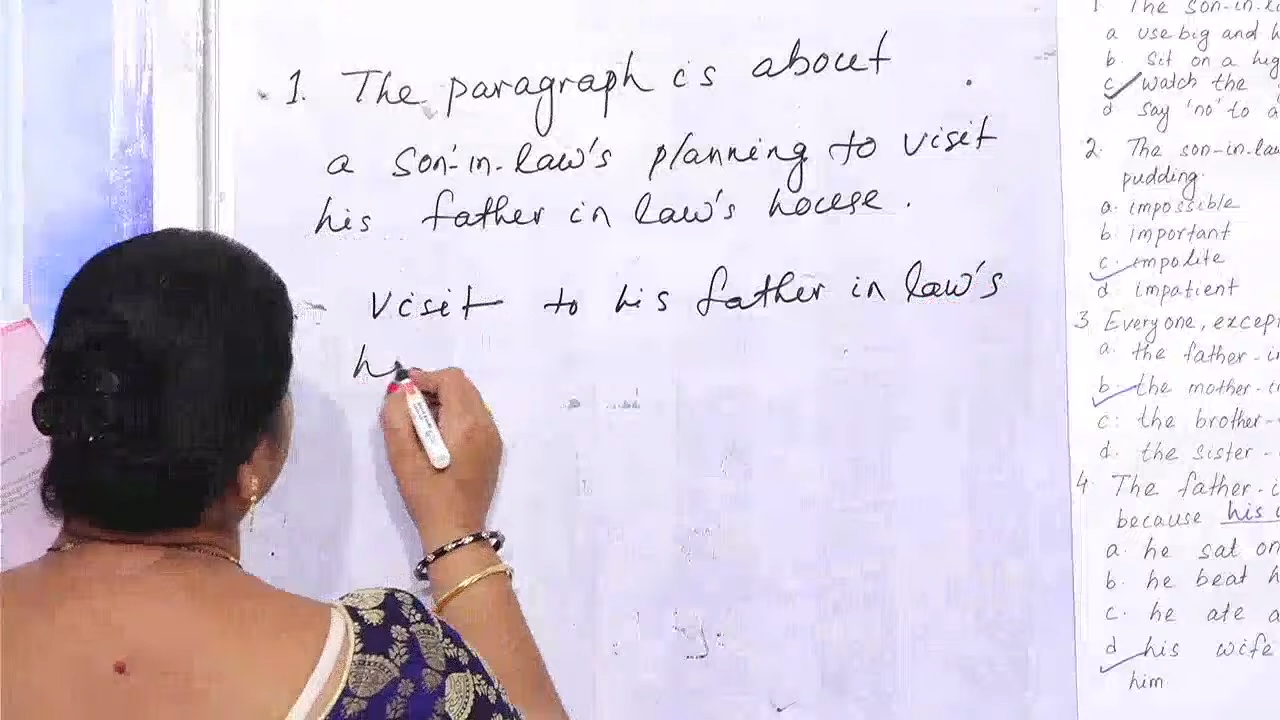 1. The paragraph is about
a son-in-law's planning to visit
his father in law's house.
visit to his father in law's
h
1. The son-in-l
a use big and h
b. sit on a hig
c. watch the
d say 'no' to a
2. The son-in-law
pudding.
a. impossible
b. important
c. impolite
d. impatient
3. Everyone, except
a. the father-i
b. the mother-
c. the brother-
d. the sister-
4. The father-i
because his
a. he sat on
b. he beat h
c. he ate a
d his wife
him